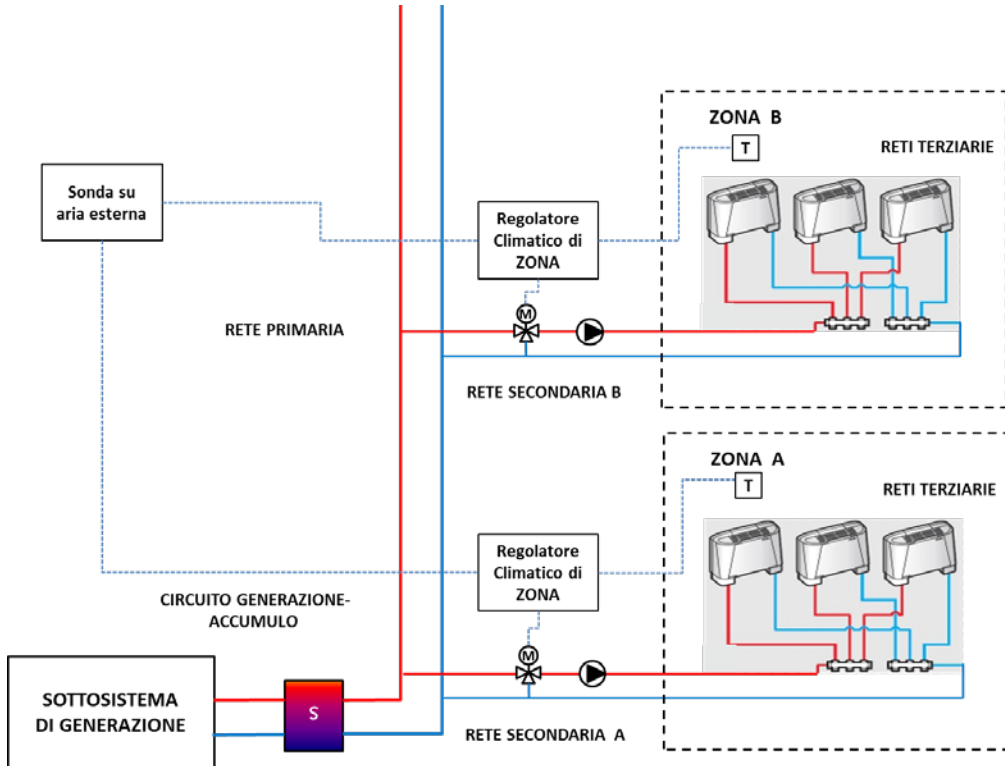 ZONA B
T
RETI TERZIARIE
Sonda su
aria esterna
Regolatore
Climatico di
ZONA
M
RETE PRIMARIA
RETE SECONDARIA B
ZONA A
T
RETI TERZIARIE
Regolatore
Climatico di
ZONA
M
CIRCUITO GENERAZIONE-
ACCUMULO
SOTTOSISTEMA
DI GENERAZIONE
S
RETE SECONDARIA A